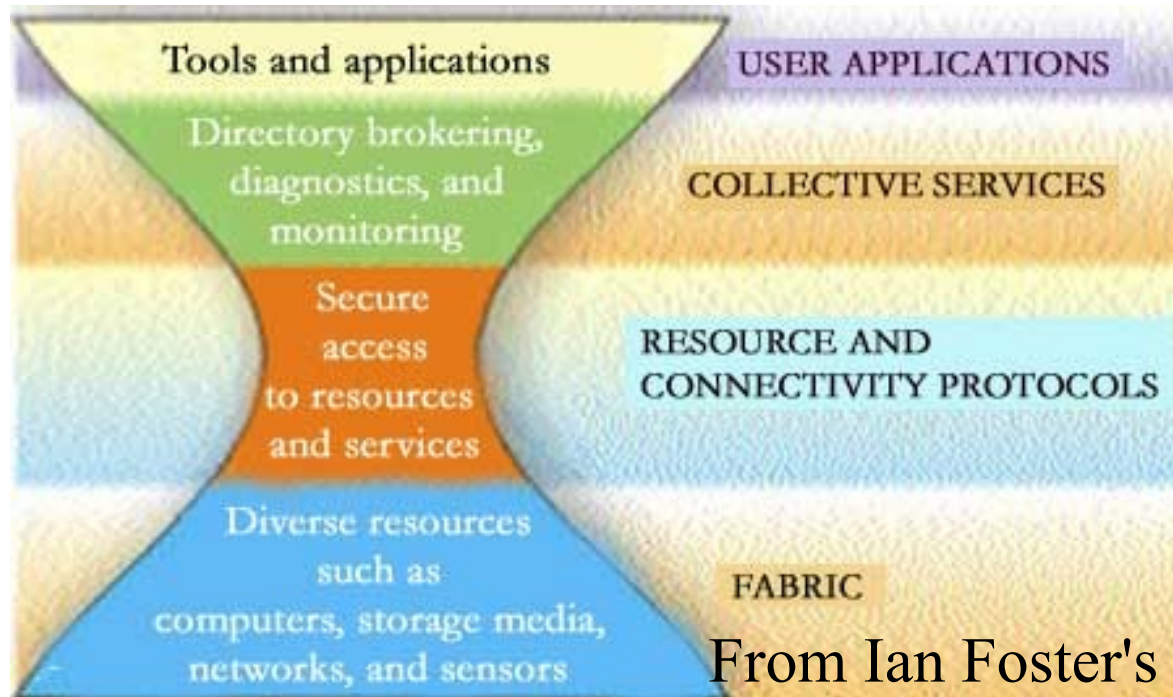 Tools and applications
USER APPLICATIONS
Directory brokering,
diagnostics, and
monitoring
COLLECTIVE SERVICES
Secure
access
to resources
and services
RESOURCE AND
CONNECTIVITY PROTOCOLS
Diverse resources
such as
computers, storage media,
networks, and sensors
FABRIC
From Ian Foster's